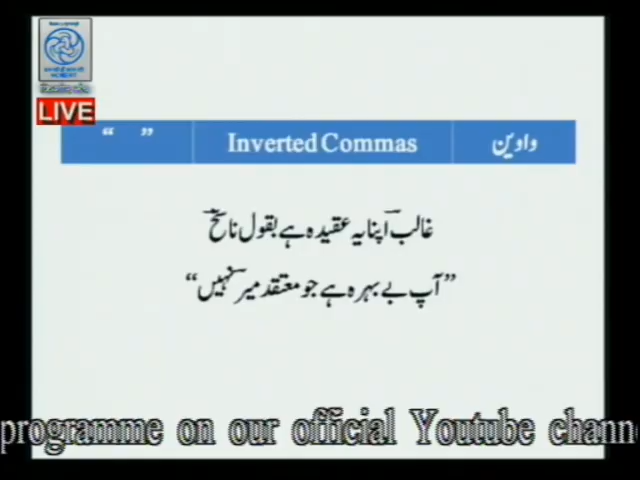 NCERT
LIVE
“ ”
Inverted Commas
واوین
غالبؔ اپنا یہ عقیدہ ہے بقول ناسخؔ
”آپ بے بہرہ ہے جو معتقد میرؔ نہیں“
programme on our official Youtube chann